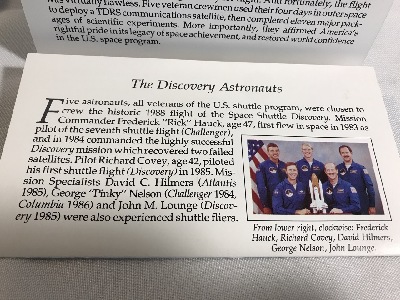 was virtually flawless. Five veteran crewmen used their four days in outer space
to deploy a TDRS communications satellite, then completed eleven major pack-
ages of scientific experiments. More importantly, they affirmed America's
rightful pride in its legacy of space achievement, and restored world confidence
in the U.S. space program.
The Discovery Astronauts
Five astronauts, all veterans of the U.S. shuttle program, were chosen to
crew the historic 1988 flight of the Space Shuttle Discovery. Mission
Commander Frederick "Rick" Hauck, age 47, first flew in space in 1983 as
pilot of the seventh shuttle flight (Challenger),
and in 1984 commanded the highly successful
Discovery mission which recovered two failed
satellites. Pilot Richard Covey, age 42, piloted
his first shuttle flight (Discovery) in 1985. Mis-
sion Specialists David C. Hilmers (Atlantis
1985), George "Pinky" Nelson (Challenger 1984,
Columbia 1986) and John M. Lounge (Discov-
ery 1985) were also experienced shuttle fliers.
From lower right, clockwise: Frederick
Hauck, Richard Covey, David Hilmers,
George Nelson, John Lounge.